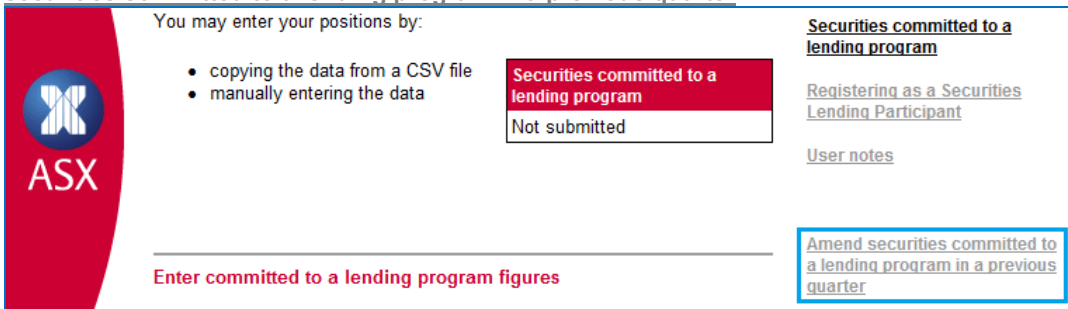 You may enter your positions by:
• copying the data from a CSV file
• manually entering the data
Securities committed to a
lending program
Not submitted
ASX
Enter committed to a lending program figures
Securities committed to a
lending program
Registering as a Securities
Lending Participant
User notes
Amend securities committed to
a lending program in a previous
quarter